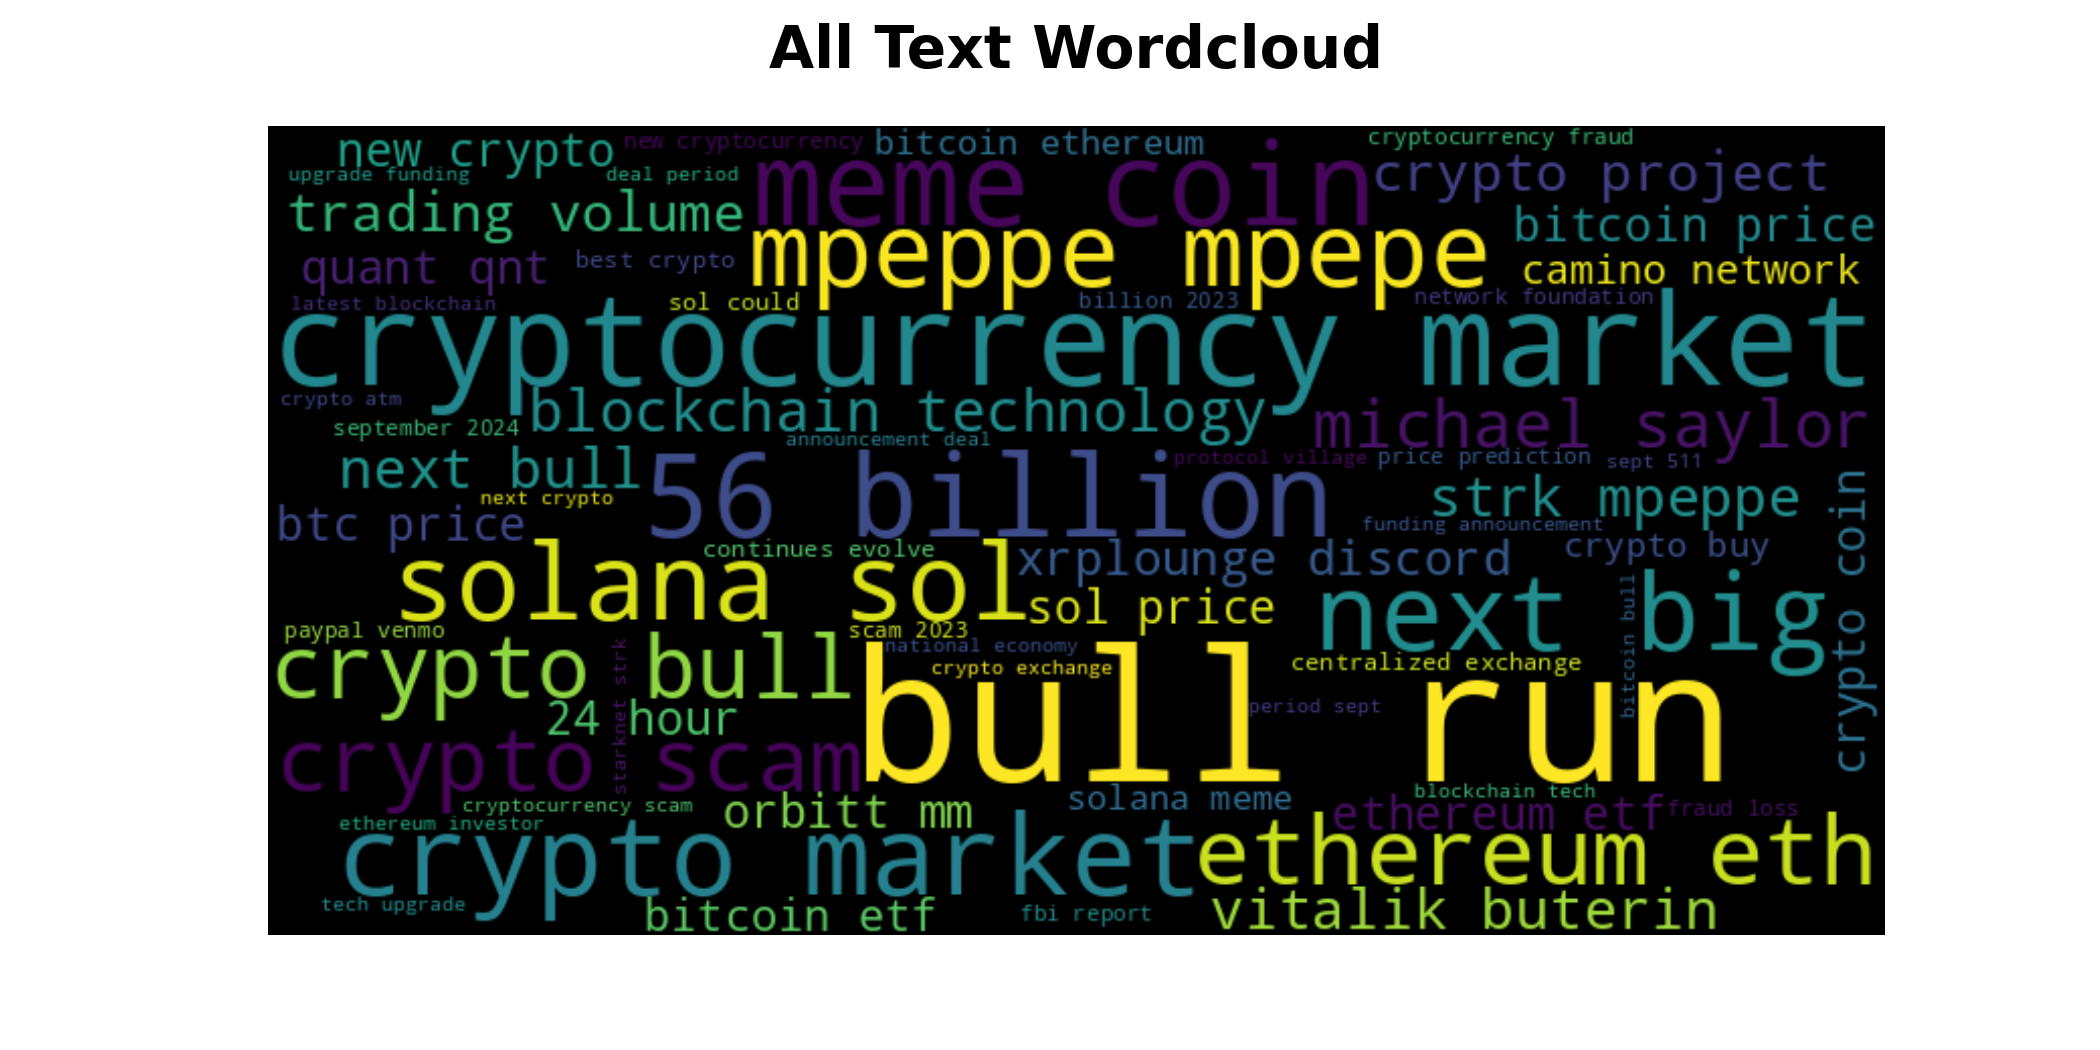 All Text Wordcloud
new crypto
new cryptocurrency
bitcoin ethereum
cryptocurrency fraud
upgrade funding
deal period
meme coin
crypto project
trading volume
mpeppe mpepe
bitcoin price
quant qnt
best crypto
camino network
latest blockchain
sol could
billion 2023
network foundation
cryptocurrency market
crypto atm
blockchain technology
michael saylor
september 2024
announcement deal
next bull
56 billion
protocol village
price prediction
sept 511
next crypto
strk mpeppe
btc price
funding announcement
crypto coin
continues evolve
xrplounge discord
crypto buy
solana sol
sol price
next big
bitcoin bull
paypal venmo
scam 2023
national economy
crypto bull
crypto exchange
centralized exchange
starknet strk
24 hour
bull run
period sept
crypto scam
cryptocurrency scam
orbitt mm
solana meme
blockchain tech
ethereum etf
fraud loss
ethereum investor
crypto market
ethereum eth
tech upgrade
bitcoin etf
fbi report
vitalik buterin